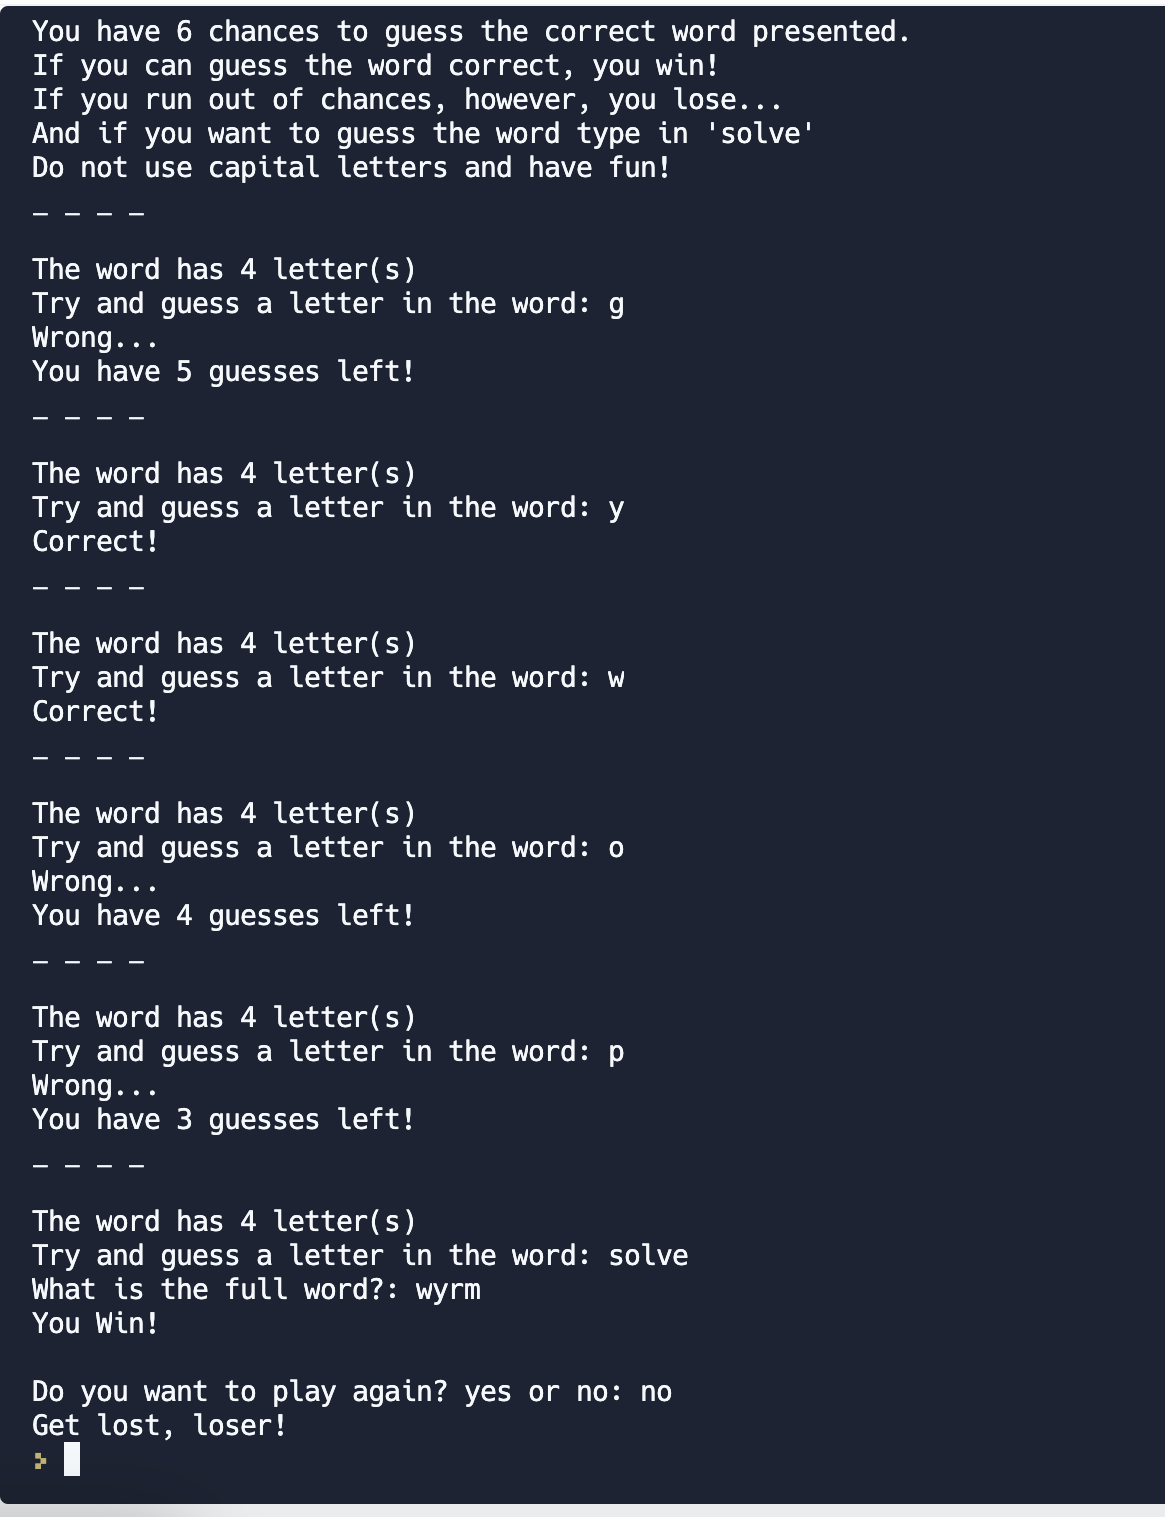 You have 6 chances to guess the correct word presented.
If you can guess the word correct, you win!
If you run out of chances, however, you lose...
And if you want to guess the word type in 'solve'
Do not use capital letters and have fun!
_ _ _ _
The word has 4 letter(s)
Try and guess a letter in the word: g
Wrong...
You have 5 guesses left!
_ _ _ _
The word has 4 letter(s)
Try and guess a letter in the word: y
Correct!
_ _ _ _
The word has 4 letter(s)
Try and guess a letter in the word: w
Correct!
_ _ _ _
The word has 4 letter(s)
Try and guess a letter in the word: o
Wrong...
You have 4 guesses left!
_ _ _ _
The word has 4 letter(s)
Try and guess a letter in the word: p
Wrong...
You have 3 guesses left!
_ _ _ _
The word has 4 letter(s)
Try and guess a letter in the word: solve
What is the full word?: wyrm
You Win!
Do you want to play again? yes or no: no
Get lost, loser!
>